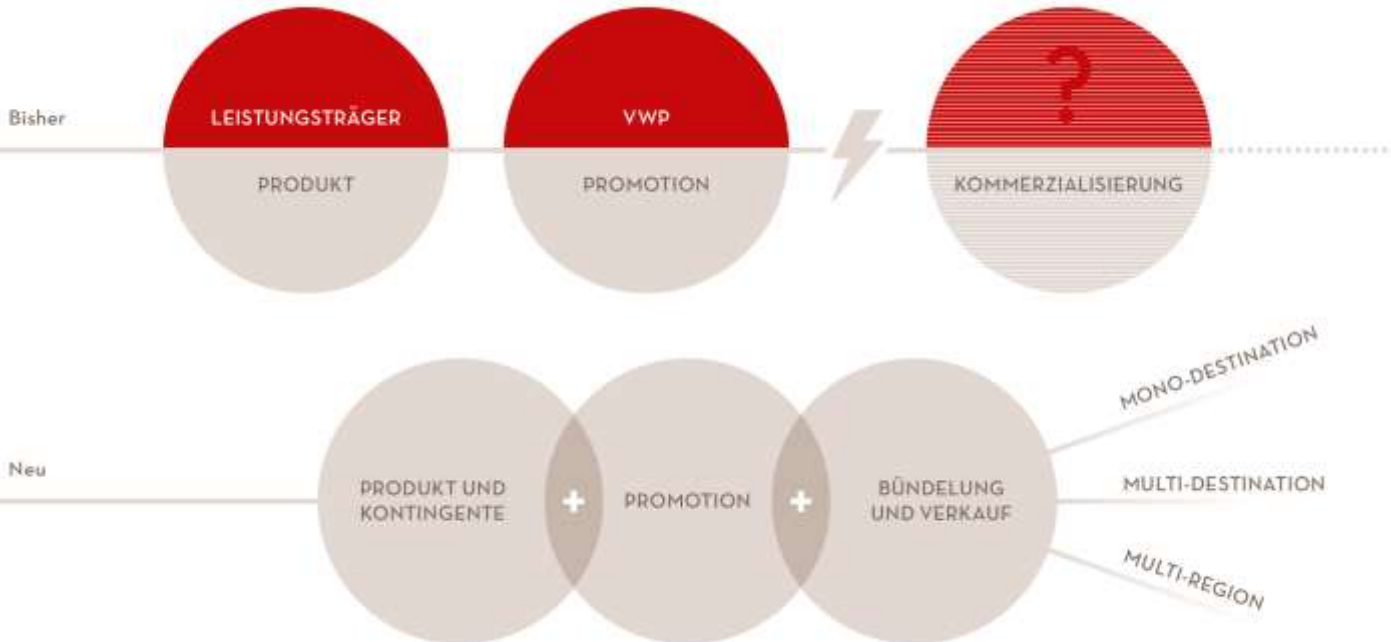 Bisher
LEISTUNGSTRÄGER
PRODUKT
VWP
PROMOTION
?
KOMMERZIALISIERUNG
Neu
PRODUKT UND
KONTINGENTE
+
PROMOTION
+
BÜNDELUNG
UND VERKAUF
MONO-DESTINATION
MULTI-DESTINATION
MULTI-REGION